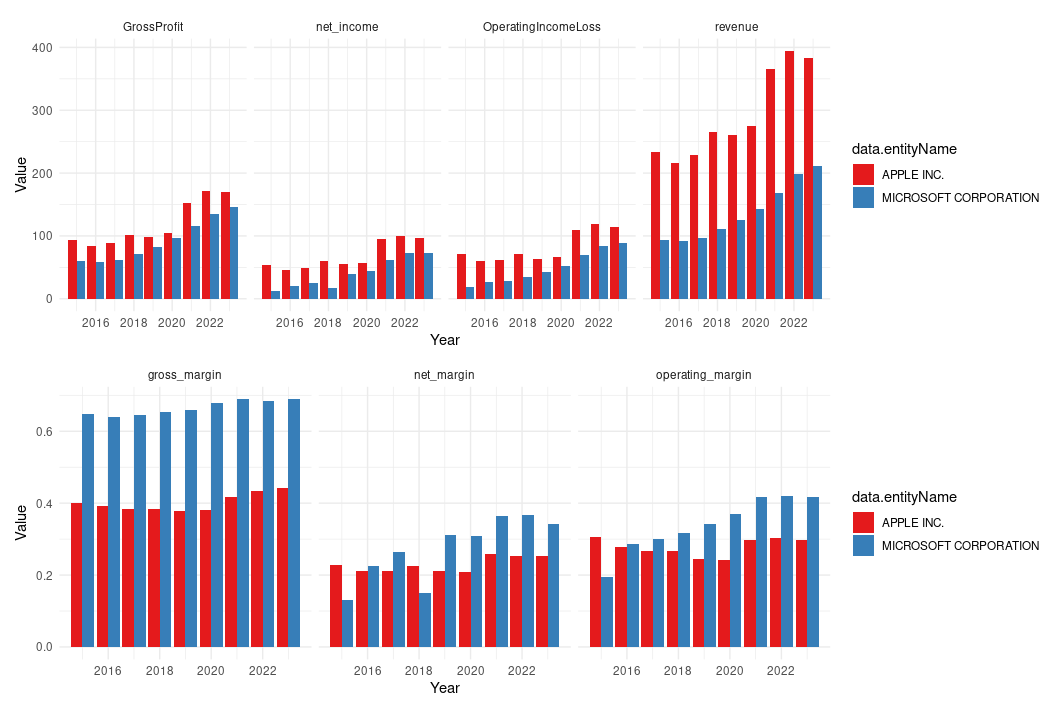 GrossProfit net_income OperatingIncomeLoss revenue
400
300
200
100
0
Value
2016 2018 2020 2022 2016 2018 2020 2022 2016 2018 2020 2022 2016 2018 2020 2022
Year
data.entityName
APPLE INC.
MICROSOFT CORPORATION
gross_margin net_margin operating_margin
0.6
0.4
0.2
0.0
Value
2016 2018 2020 2022 2016 2018 2020 2022 2016 2018 2020 2022
Year
data.entityName
APPLE INC.
MICROSOFT CORPORATION